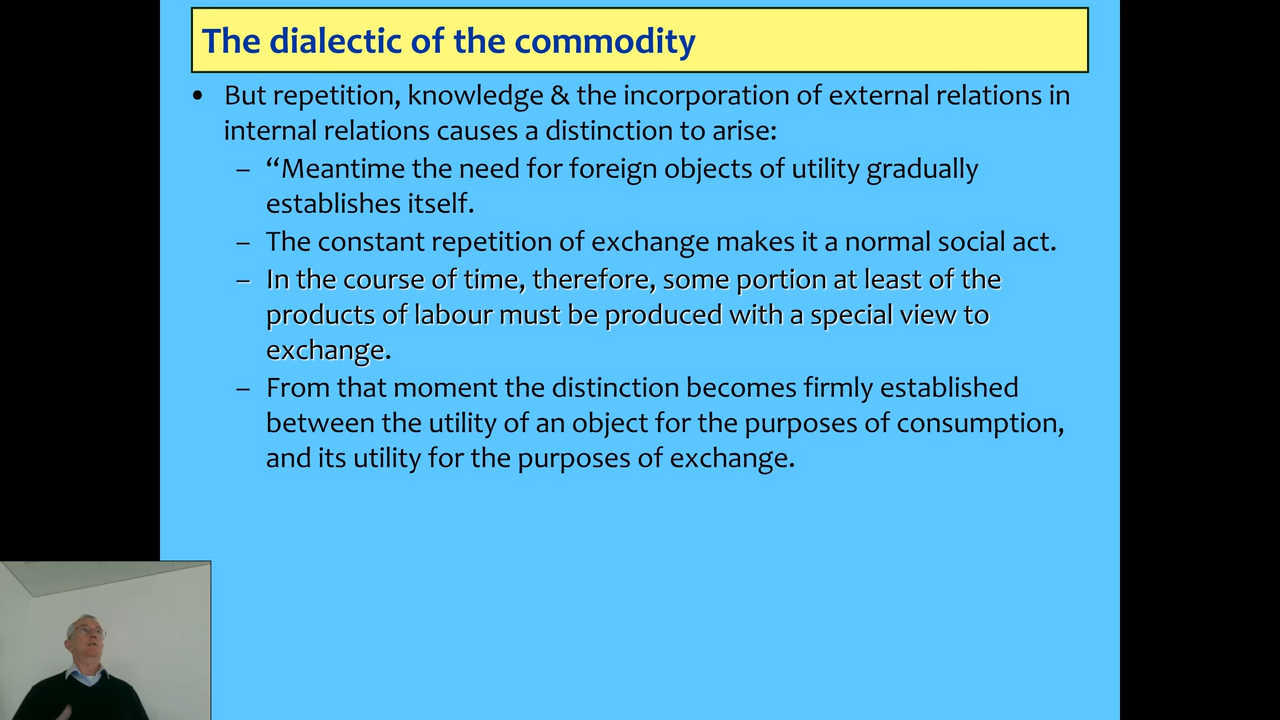 The dialectic of the commodity
• But repetition, knowledge & the incorporation of external relations in
internal relations causes a distinction to arise:
– “Meantime the need for foreign objects of utility gradually
establishes itself.
– The constant repetition of exchange makes it a normal social act.
– In the course of time, therefore, some portion at least of the
products of labour must be produced with a special view to
exchange.
– From that moment the distinction becomes firmly established
between the utility of an object for the purposes of consumption,
and its utility for the purposes of exchange.